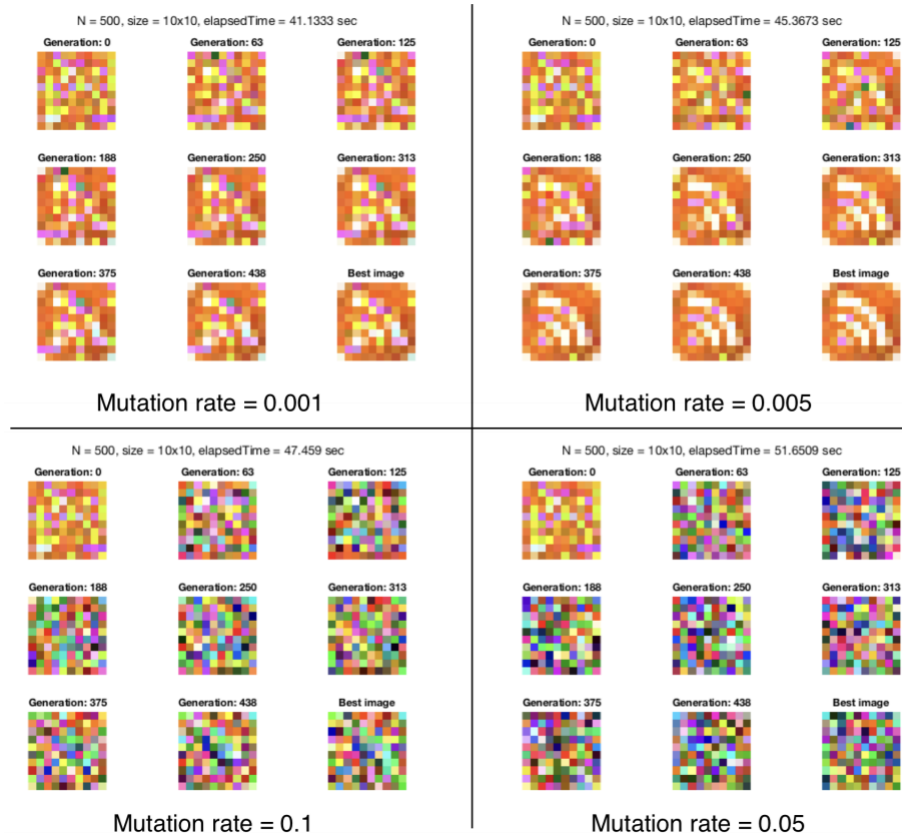 N = 500, size = 10x10, elapsedTime = 41.1333 sec
Generation: 0 Generation: 63 Generation: 125
Generation: 188 Generation: 250 Generation: 313
Generation: 375 Generation: 438 Best image
Mutation rate = 0.001
N = 500, size = 10x10, elapsedTime = 45.3673 sec
Generation: 0 Generation: 63 Generation: 125
Generation: 188 Generation: 250 Generation: 313
Generation: 375 Generation: 438 Best image
Mutation rate = 0.005
N = 500, size = 10x10, elapsedTime = 47.459 sec
Generation: 0 Generation: 63 Generation: 125
Generation: 188 Generation: 250 Generation: 313
Generation: 375 Generation: 438 Best image
Mutation rate = 0.1
N = 500, size = 10x10, elapsedTime = 51.6509 sec
Generation: 0 Generation: 63 Generation: 125
Generation: 188 Generation: 250 Generation: 313
Generation: 375 Generation: 438 Best image
Mutation rate = 0.05